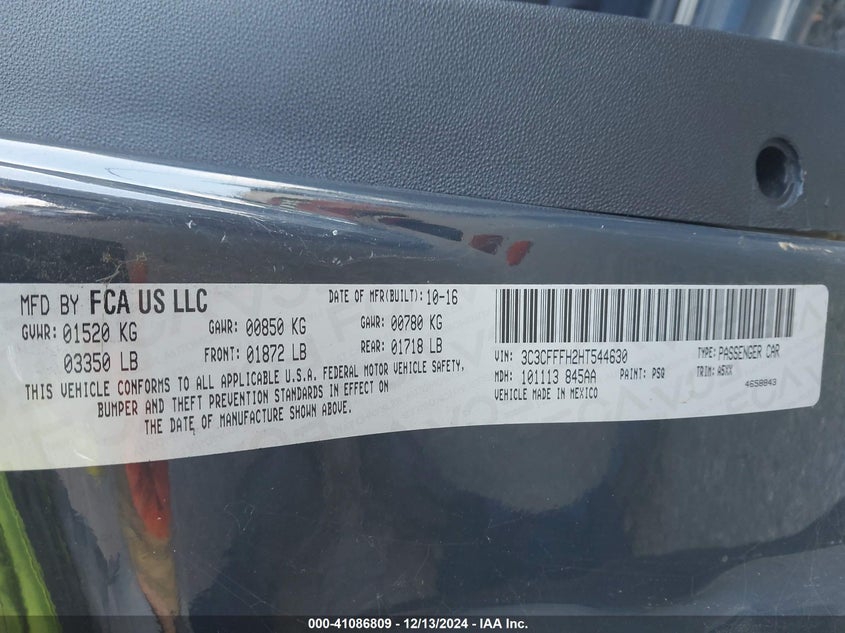 MFD BY FCA US LLC DATE OF MFR(BUILT): 10-16
GVWR: 01520 KG GAWR: 00850 KG GAWR: 00780 KG
03350 LB FRONT: 01872 LB REAR: 01718 LB
THIS VEHICLE CONFORMS TO ALL APPLICABLE U.S.A. FEDERAL MOTOR VEHICLE SAFETY,
BUMPER AND THEFT PREVENTION STANDARDS IN EFFECT ON
THE DATE OF MANUFACTURE SHOWN ABOVE.
VIN: 3C3CFFFH2HT544630 TYPE: PASSENGER CAR
MDH: 101113 845AA PAINT: PSQ TRIM: A5XX
VEHICLE MADE IN MEXICO 4658843
000-41086809 - 12/13/2024 - IAA Inc.